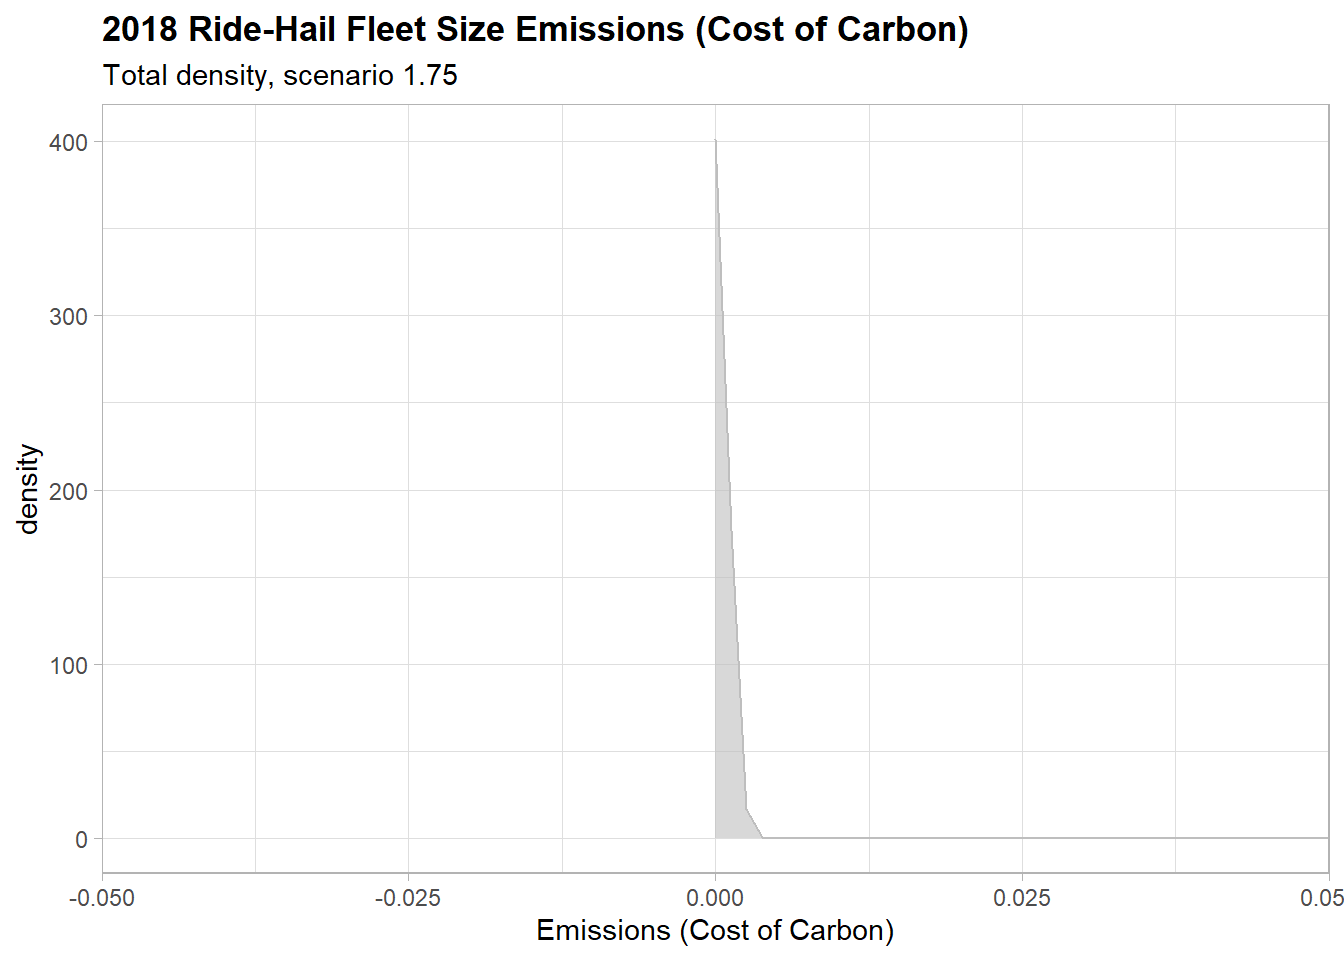 2018 Ride-Hail Fleet Size Emissions (Cost of Carbon)
Total density, scenario 1.75
400
300
200
100
0
density
-0.050
-0.025
0.000
0.025
0.05
Emissions (Cost of Carbon)